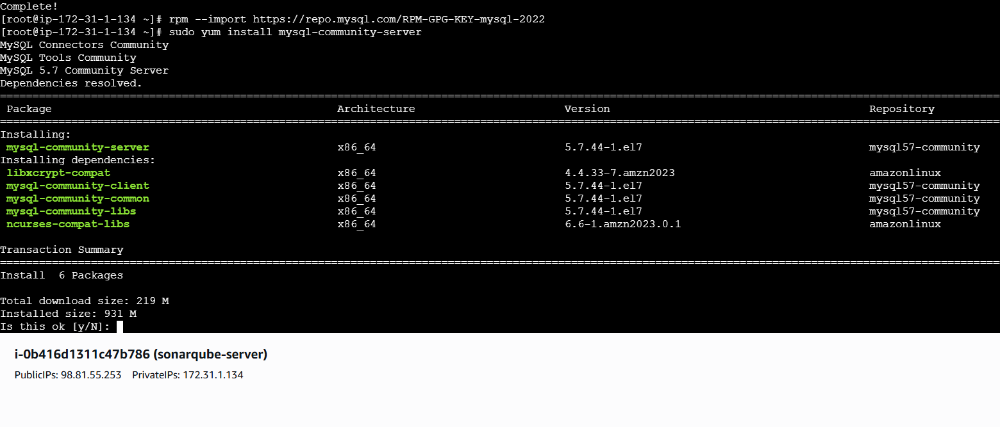 Complete!
[root@ip-172-31-1-134 ~]# rpm --import https://repo.mysql.com/RPM-GPG-KEY-mysql-2022
[root@ip-172-31-1-134 ~]# sudo yum install mysql-community-server
MySQL Connectors Community
MySQL Tools Community
MySQL 5.7 Community Server
Dependencies resolved.
Package Architecture Version Repository
Installing:
mysql-community-server x86_64 5.7.44-1.el7 mysql57-community
Installing dependencies:
libxcrypt-compat x86_64 4.4.33-7.amzn2023 amazonlinux
mysql-community-client x86_64 5.7.44-1.el7 mysql57-community
mysql-community-common x86_64 5.7.44-1.el7 mysql57-community
mysql-community-libs x86_64 5.7.44-1.el7 mysql57-community
ncurses-compat-libs x86_64 6.6-1.amzn2023.0.1 amazonlinux
Transaction Summary
Install 6 Packages
Total download size: 219 M
Installed size: 931 M
Is this ok [y/N]:
i-0b416d1311c47b786 (sonarqube-server)
PublicIPs: 98.81.55.253 PrivateIPs: 172.31.1.134